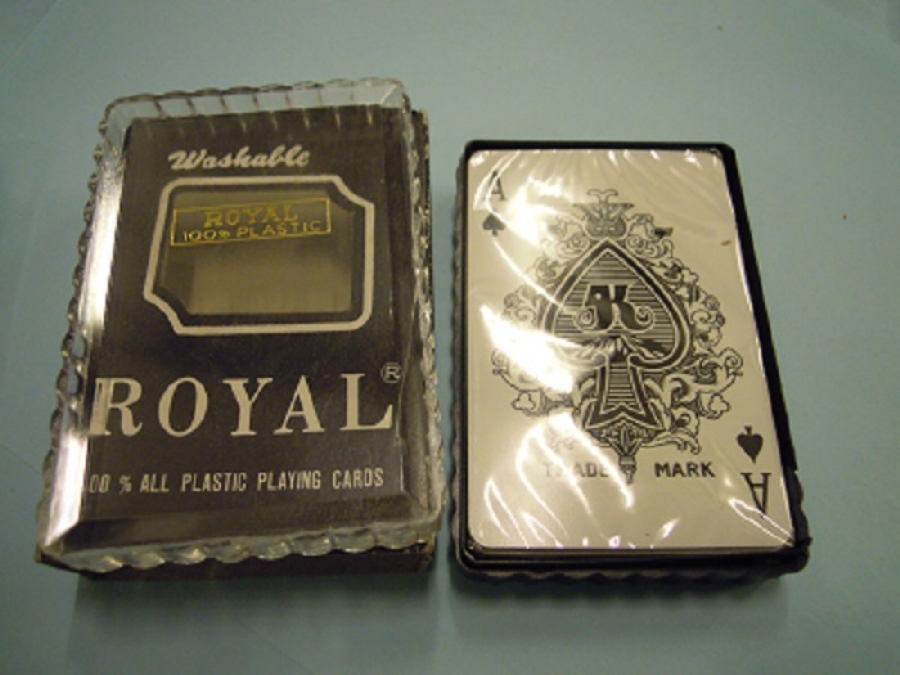 Washable
ROYAL
100% PLASTIC
ROYAL®
00 % ALL PLASTIC PLAYING CARDS
A
K
TRADE MARK
A